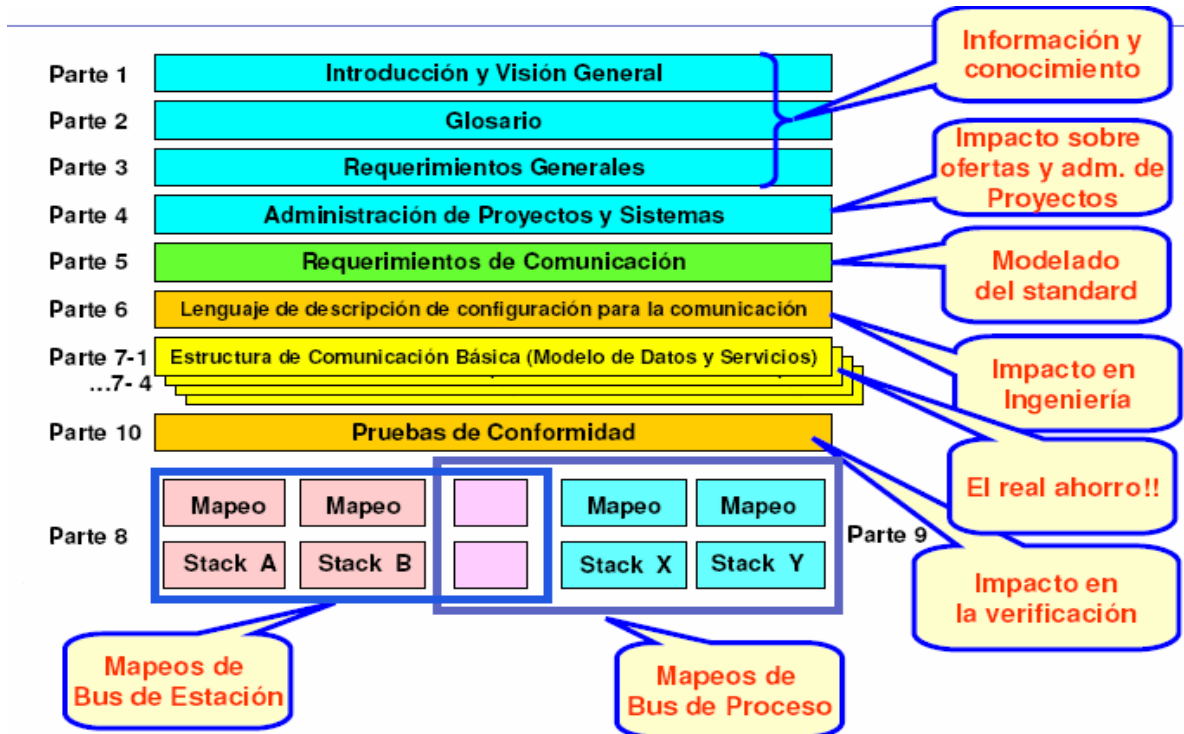 Parte 1
Introducción y Visión General
Parte 2
Glosario
Parte 3
Requerimientos Generales
Parte 4
Administración de Proyectos y Sistemas
Parte 5
Requerimientos de Comunicación
Parte 6
Lenguaje de descripción de configuración para la comunicación
Parte 7-1
...7- 4
Estructura de Comunicación Básica (Modelo de Datos y Servicios)
Parte 10
Pruebas de Conformidad
Parte 8
Mapeo
Mapeo
Mapeo
Mapeo
Stack A
Stack B
Stack X
Stack Y
Parte 9
Información y
conocimiento
Impacto sobre
ofertas y adm. de
Proyectos
Modelado
del standard
Impacto en
Ingeniería
El real ahorro!!
Impacto en
la verificación
Mapeos de
Bus de Estación
Mapeos de
Bus de Proceso